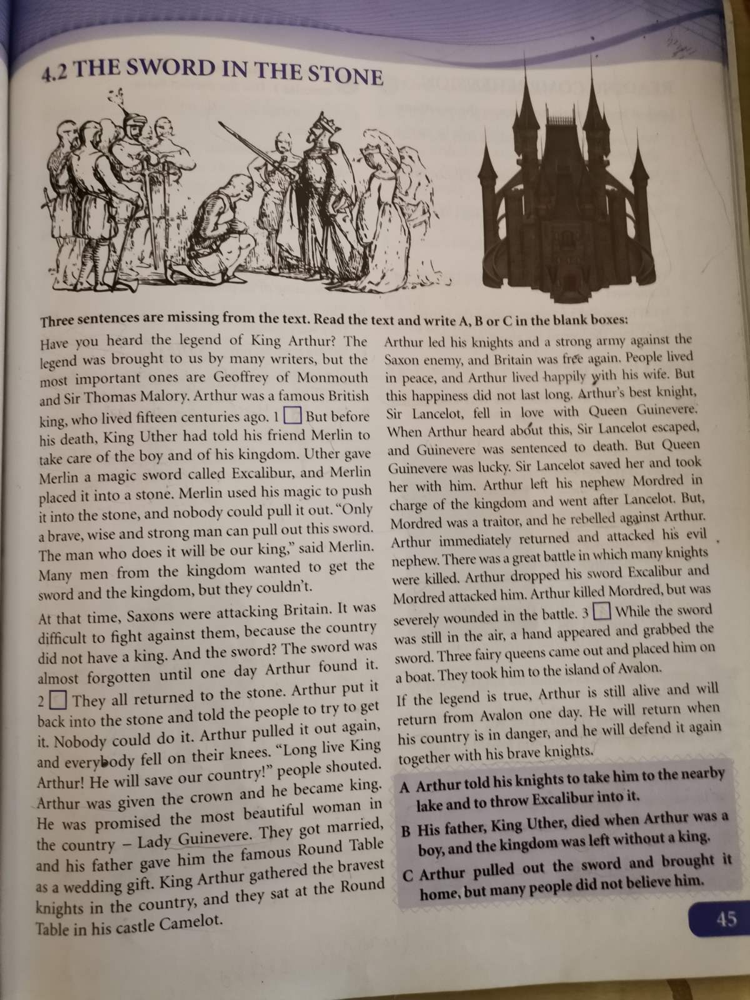 4.2 THE SWORD IN THE STONE
Three sentences are missing from the text. Read the text and write A, B or C in the blank boxes:
Have you heard the legend of King Arthur? The
legend was brought to us by many writers, but the
most important ones are Geoffrey of Monmouth
and Sir Thomas Malory. Arthur was a famous British
king, who lived fifteen centuries ago. 1 But before
his death, King Uther had told his friend Merlin to
take care of the boy and of his kingdom. Uther gave
Merlin a magic sword called Excalibur, and Merlin
placed it into a stone. Merlin used his magic to push
it into the stone, and nobody could pull it out. “Only
a brave, wise and strong man can pull out this sword.
The man who does it will be our king,” said Merlin.
Many men from the kingdom wanted to get the
sword and the kingdom, but they couldn’t.
At that time, Saxons were attacking Britain. It was
difficult to fight against them, because the country
did not have a king. And the sword? The sword was
almost forgotten until one day Arthur found it.
2 They all returned to the stone. Arthur put it
back into the stone and told the people to try to get
it. Nobody could do it. Arthur pulled it out again,
and everybody fell on their knees. “Long live King
Arthur! He will save our country!” people shouted.
Arthur was given the crown and he became king.
He was promised the most beautiful woman in
the country – Lady Guinevere. They got married,
and his father gave him the famous Round Table
as a wedding gift. King Arthur gathered the bravest
knights in the country, and they sat at the Round
Table in his castle Camelot.
Arthur led his knights and a strong army against the
Saxon enemy, and Britain was free again. People lived
in peace, and Arthur lived happily with his wife. But
this happiness did not last long. Arthur’s best knight,
Sir Lancelot, fell in love with Queen Guinevere.
When Arthur heard about this, Sir Lancelot escaped,
and Guinevere was sentenced to death. But Queen
Guinevere was lucky. Sir Lancelot saved her and took
her with him. Arthur left his nephew Mordred in
charge of the kingdom and went after Lancelot. But,
Mordred was a traitor, and he rebelled against Arthur.
Arthur immediately returned and attacked his evil
nephew. There was a great battle in which many knights
were killed. Arthur dropped his sword Excalibur and
Mordred attacked him. Arthur killed Mordred, but was
severely wounded in the battle. 3 While the sword
was still in the air, a hand appeared and grabbed the
sword. Three fairy queens came out and placed him on
a boat. They took him to the island of Avalon.
If the legend is true, Arthur is still alive and will
return from Avalon one day. He will return when
his country is in danger, and he will defend it again
together with his brave knights.
A Arthur told his knights to take him to the nearby
lake and to throw Excalibur into it.
B His father, King Uther, died when Arthur was a
boy, and the kingdom was left without a king.
C Arthur pulled out the sword and brought it
home, but many people did not believe him.
45